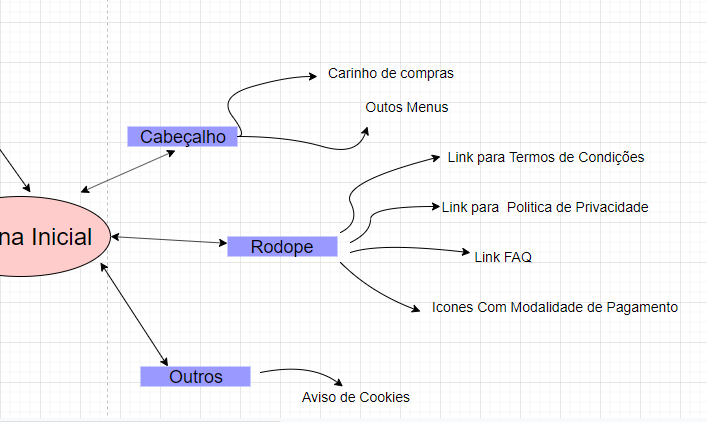 Carinho de compras
Outos Menus
Cabeçalho
Link para Termos de Condições
Link para Politica de Privacidade
na Inicial
Rodope
Link FAQ
Icones Com Modalidade de Pagamento
Outros
Aviso de Cookies